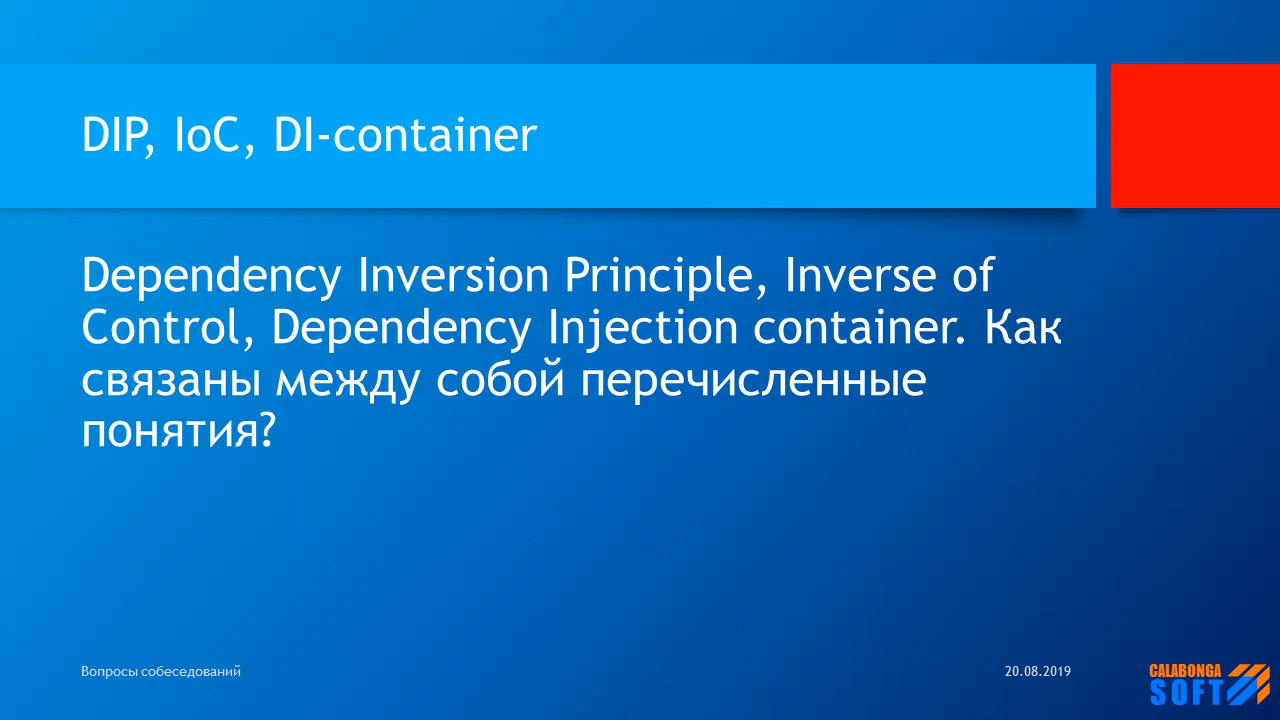 DIP, IoC, DI-container
Dependency Inversion Principle, Inverse of
Control, Dependency Injection container. Как
связаны между собой перечисленные
понятия?
Вопросы собеседований
20.08.2019
CALABONGA
SOFT